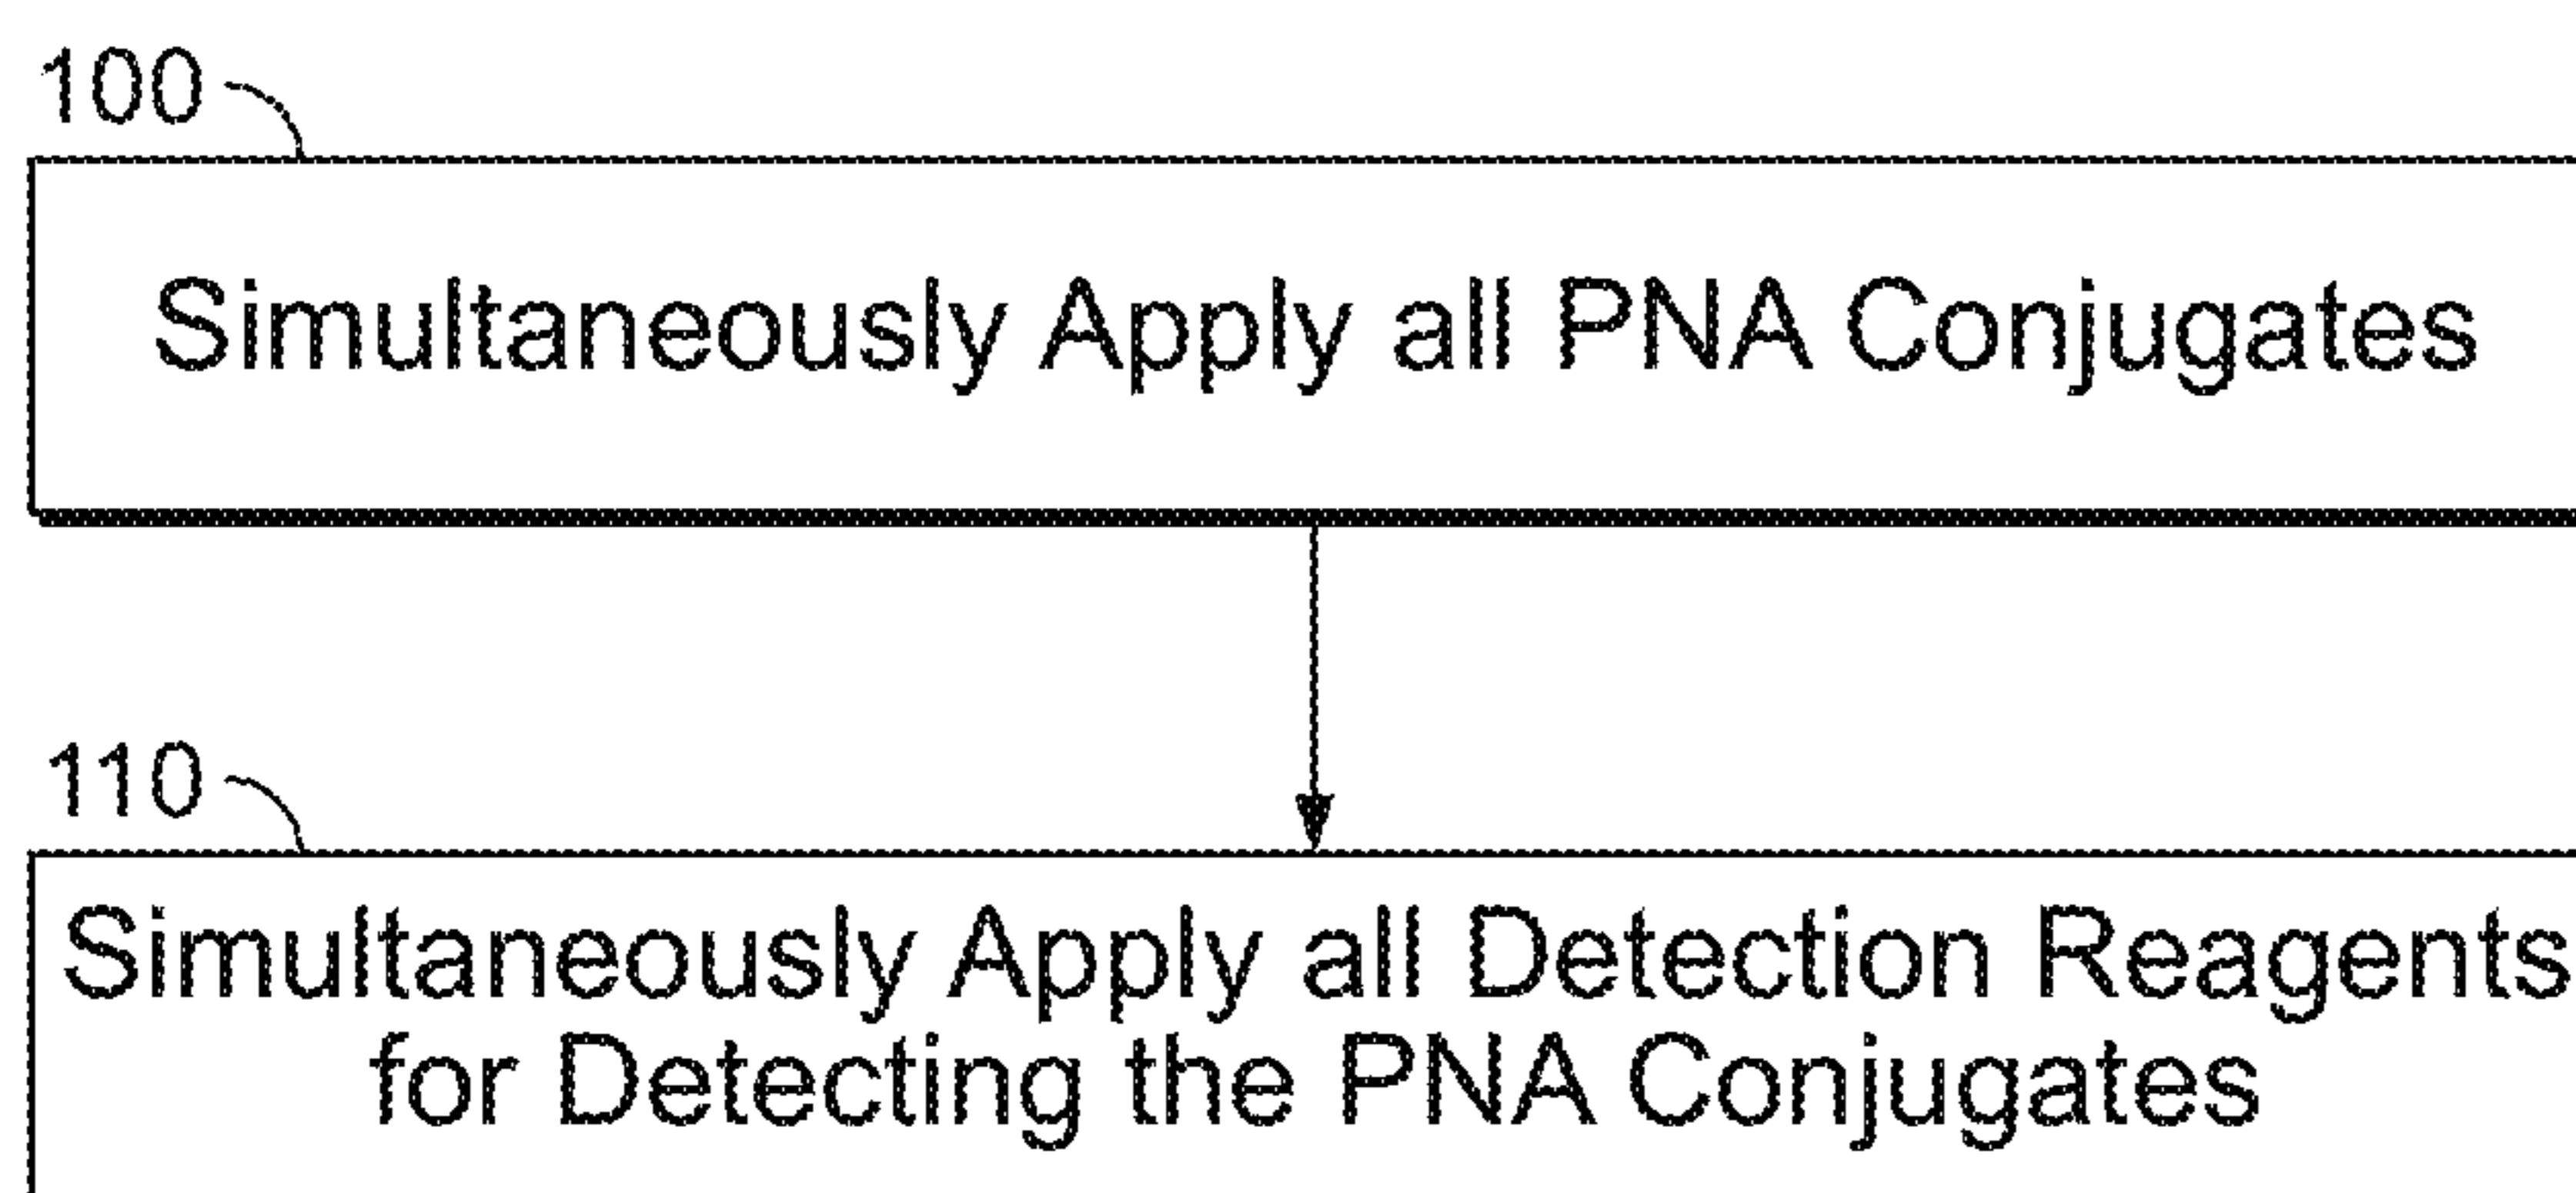 100
Simultaneously Apply all PNA Conjugates
110
Simultaneously Apply all Detection Reagents
for Detecting the PNA Conjugates